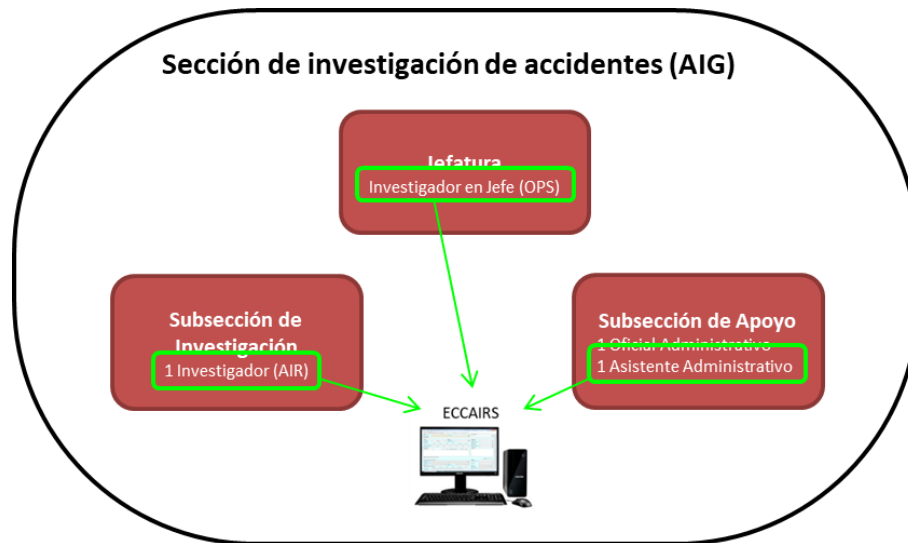 Sección de investigación de accidentes (AIG)
Jefatura
Investigador en Jefe (OPS)
Subsección de
Investigación
1 Investigador (AIR)
Subsección de Apoyo
1 Oficial Administrativo
1 Asistente Administrativo
ECCAIRS